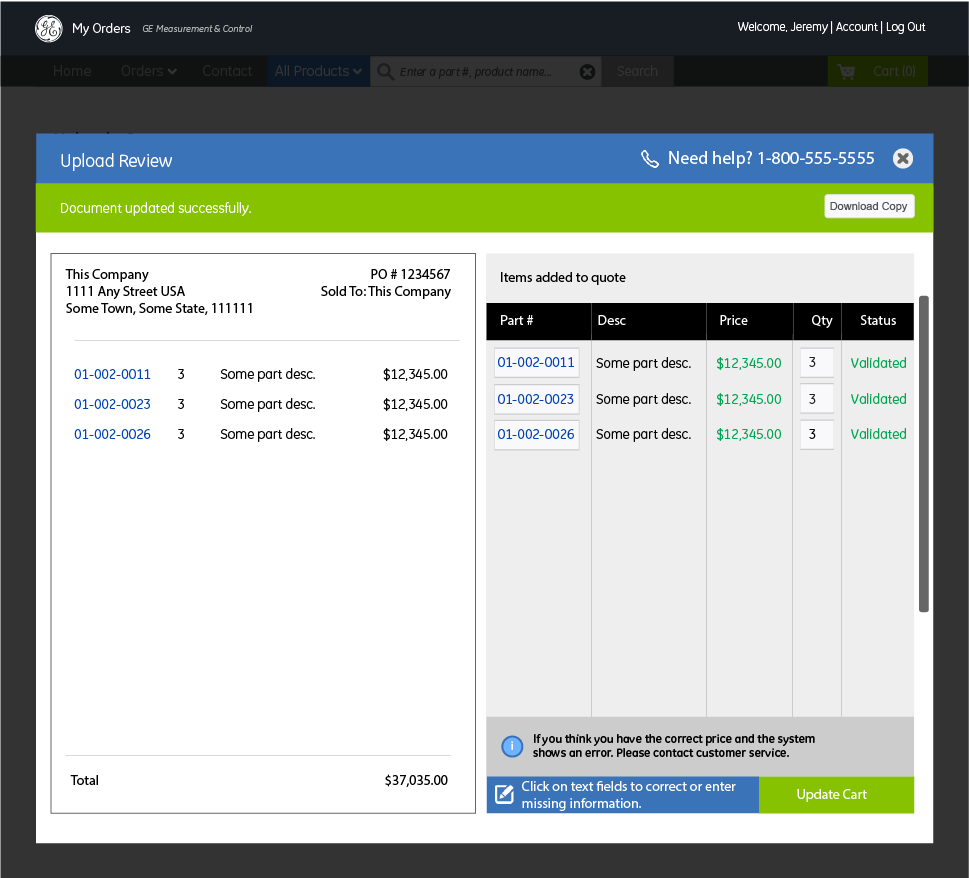 My Orders GE Measurement & Control
Welcome, Jeremy | Account | Log Out
Home Orders Contact All Products Enter a part #, product name... Search Cart (0)
Upload Review
Need help? 1-800-555-5555
Document updated successfully.
Download Copy
This Company PO # 1234567
1111 Any Street USA Sold To: This Company
Some Town, Some State, 111111
01-002-0011 3 Some part desc. $12,345.00
01-002-0023 3 Some part desc. $12,345.00
01-002-0026 3 Some part desc. $12,345.00
Total $37,035.00
Items added to quote
Part # Desc Price Qty Status
01-002-0011 Some part desc. $12,345.00 3 Validated
01-002-0023 Some part desc. $12,345.00 3 Validated
01-002-0026 Some part desc. $12,345.00 3 Validated
If you think you have the correct price and the system
shows an error. Please contact customer service.
Click on text fields to correct or enter
missing information.
Update Cart